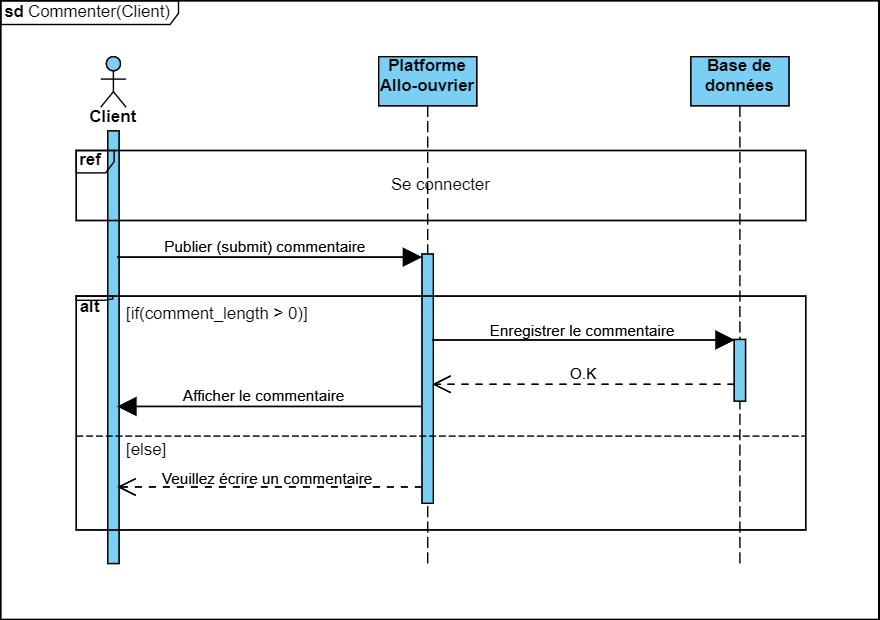 sd Commenter(Client)
Client
Platforme
Allo-ouvrier
Base de
données
ref
Se connecter
Publier (submit) commentaire
alt
[if(comment_length > 0)]
Enregistrer le commentaire
O.K
Afficher le commentaire
[else]
Veuillez écrire un commentaire